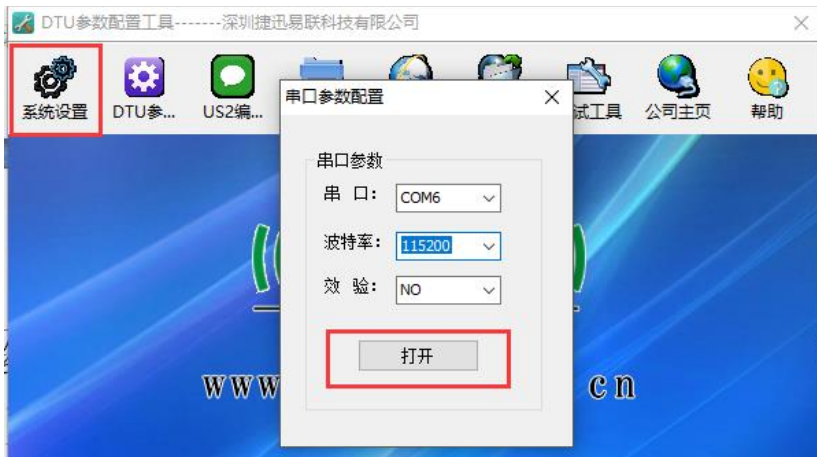 DTU参数配置工具-------深圳捷迅易联科技有限公司
系统设置
DTU参...
US2编...
试工具
公司主页
帮助
串口参数配置
串口参数
串 口: COM6
波特率: 115200
效 验: NO
打开
www
cn